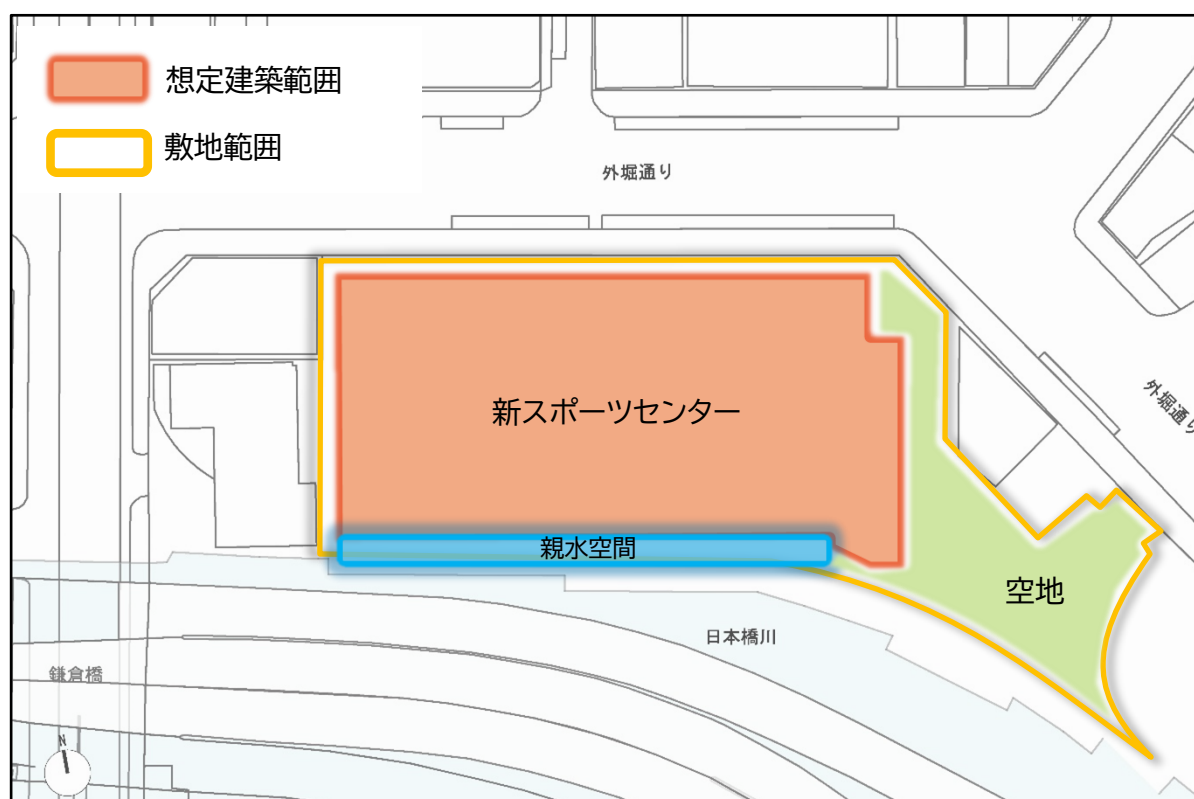 想定建築範囲
敷地範囲
外堀通り
新スポーツセンター
外堀通り
親水空間
空地
日本橋川
鎌倉橋
N